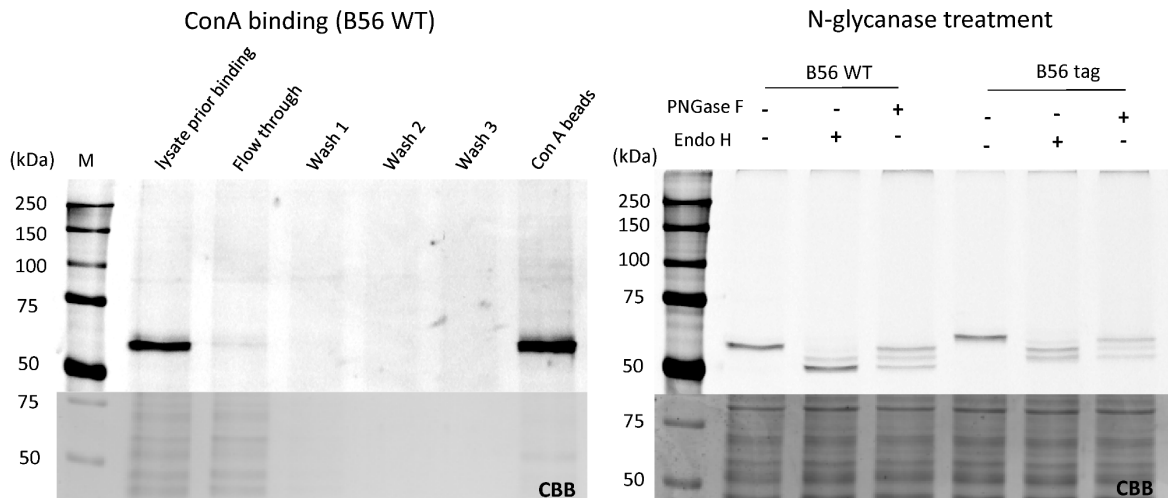 ConA binding (B56 WT)
(kDa) M lysate prior binding Flow through Wash 1 Wash 2 Wash 3 Con A beads
250
150
100
75
50
75
50
CBB
N-glycanase treatment
B56 WT B56 tag
PNGase F - - + - - +
Endo H - + - - + -
(kDa)
250
150
100
75
50
75
50
CBB